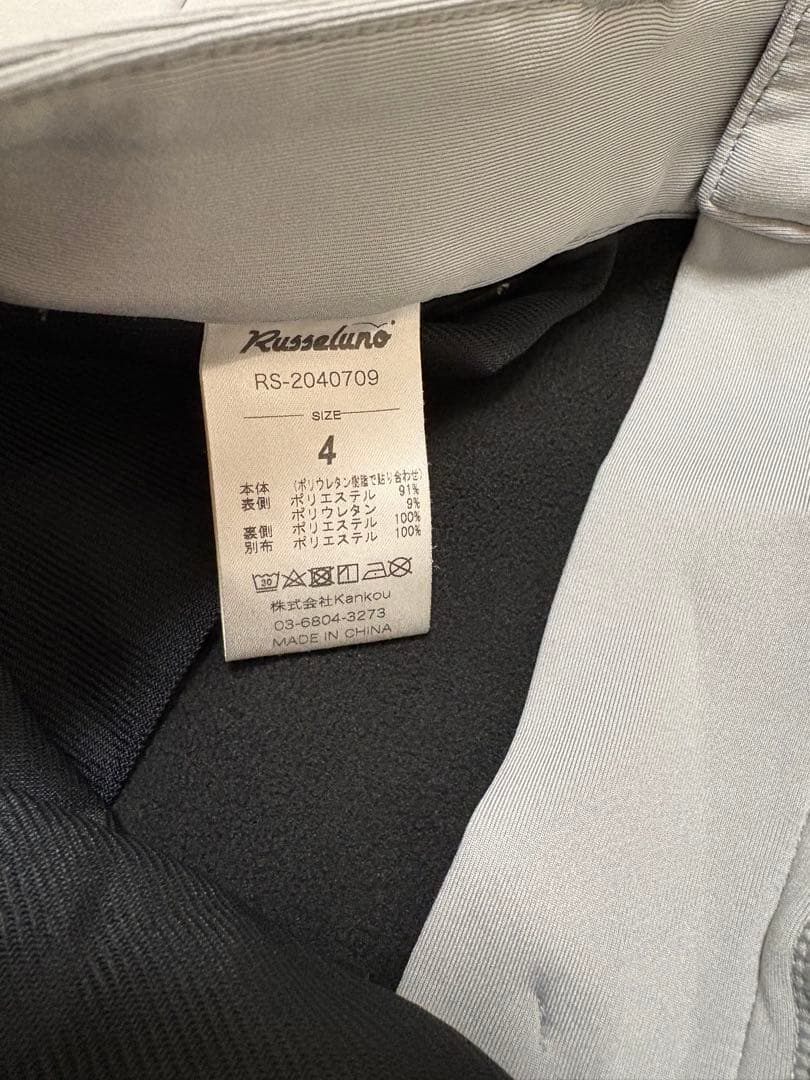 Russeluno
RS-2040709
SIZE
4
本体 (ポリウレタン樹脂で貼り合わせ)
表側 ポリエステル 91%
ポリウレタン 9%
裏側 ポリエステル 100%
別布 ポリエステル 100%
30
株式会社Kankou
03-6804-3273
MADE IN CHINA